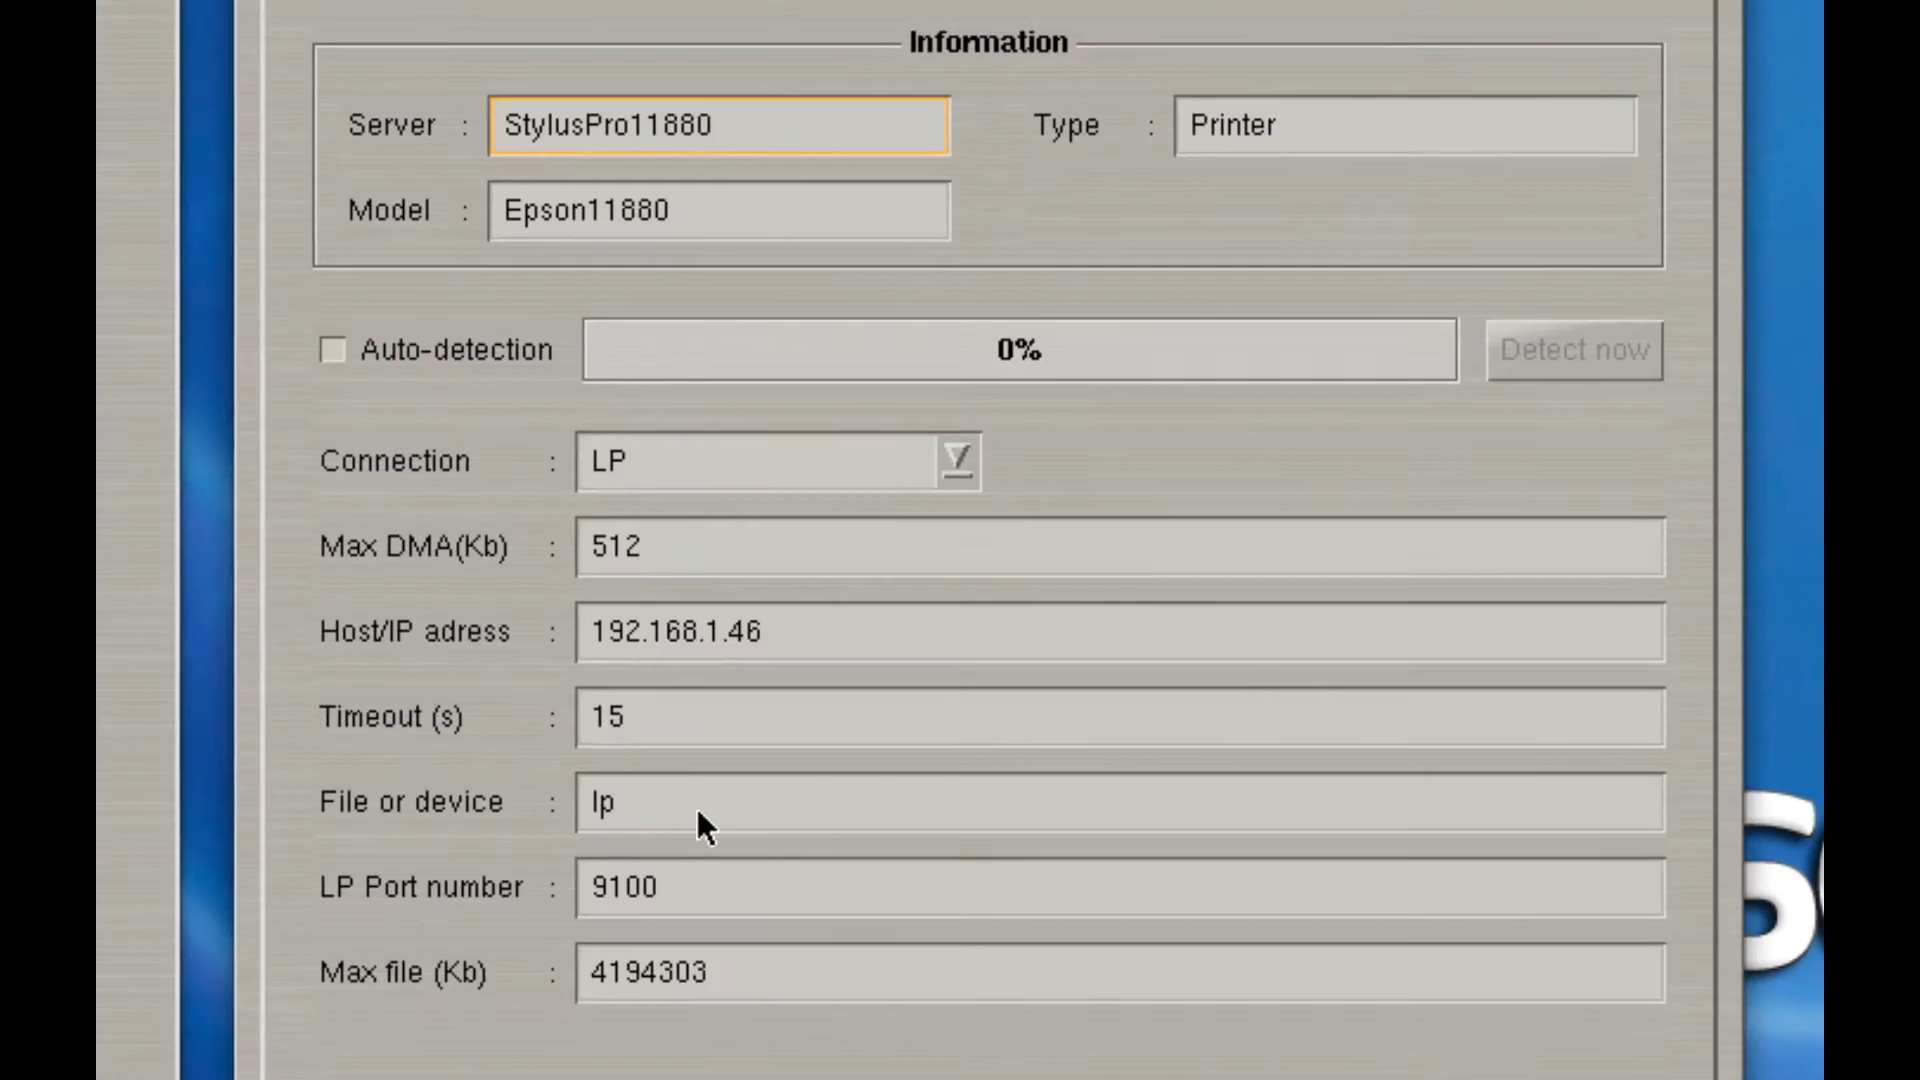 Information
Server : StylusPro11880 Type : Printer
Model : Epson11880
Auto-detection 0% Detect now
Connection : LP
Max DMA(Kb) : 512
Host/IP adress : 192.168.1.46
Timeout (s) : 15
File or device : lp
LP Port number : 9100
Max file (Kb) : 4194303